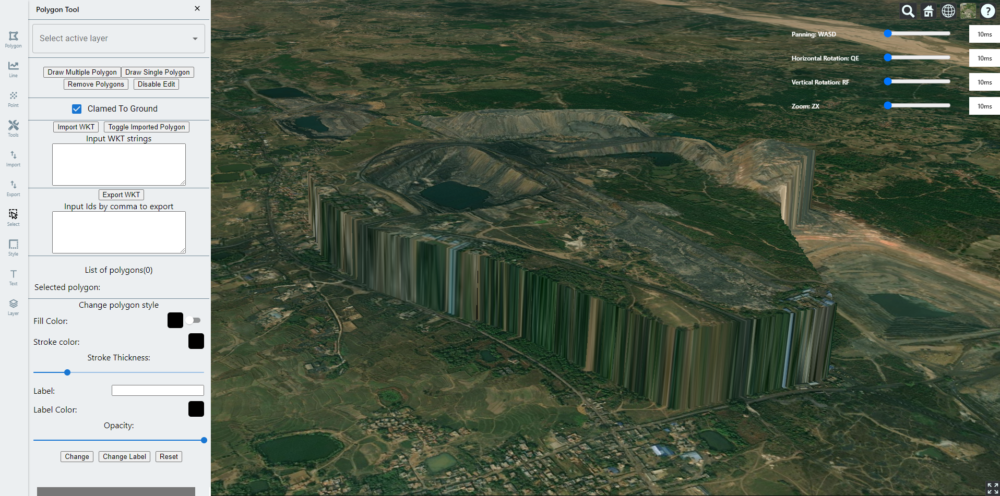 Polygon Tool
Select active layer
Draw Multiple Polygon
Draw Single Polygon
Remove Polygons
Disable Edit
Clamed To Ground
Import WKT
Toggle Imported Polygon
Input WKT strings
Export WKT
Input Ids by comma to export
List of polygons(0)
Selected polygon:
Change polygon style
Fill Color:
Stroke color:
Stroke Thickness:
Label:
Label Color:
Opacity:
Change
Change Label
Reset
Polygon
Line
Point
Tools
Import
Export
Select
Style
T
Text
Layer
?
Panning: WASD
10ms
Horizontal Rotation: QE
10ms
Vertical Rotation: RF
10ms
Zoom: ZX
10ms